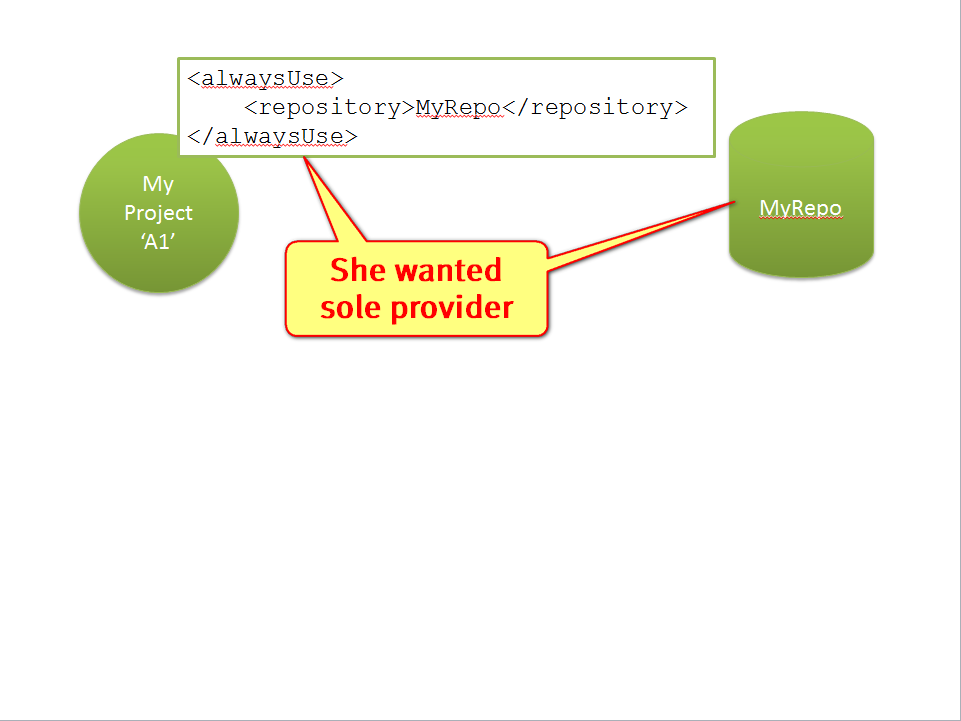 <alwaysUse>
    <repository>MyRepo</repository>
</alwaysUse>
My
Project
‘A1’
MyRepo
She wanted
sole provider